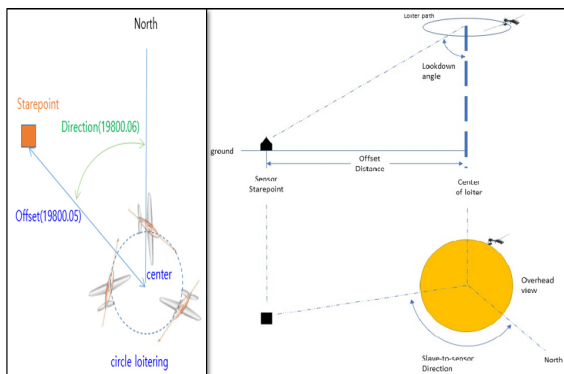 North
Starepoint
Direction(19800.06)
Offset(19800.05)
center
circle loitering
Loiter path
Lookdown
angle
ground
Offset
Distance
Sensor
Starepoint
Center
of loiter
Overhead
view
Slave-to-sensor
Direction
North